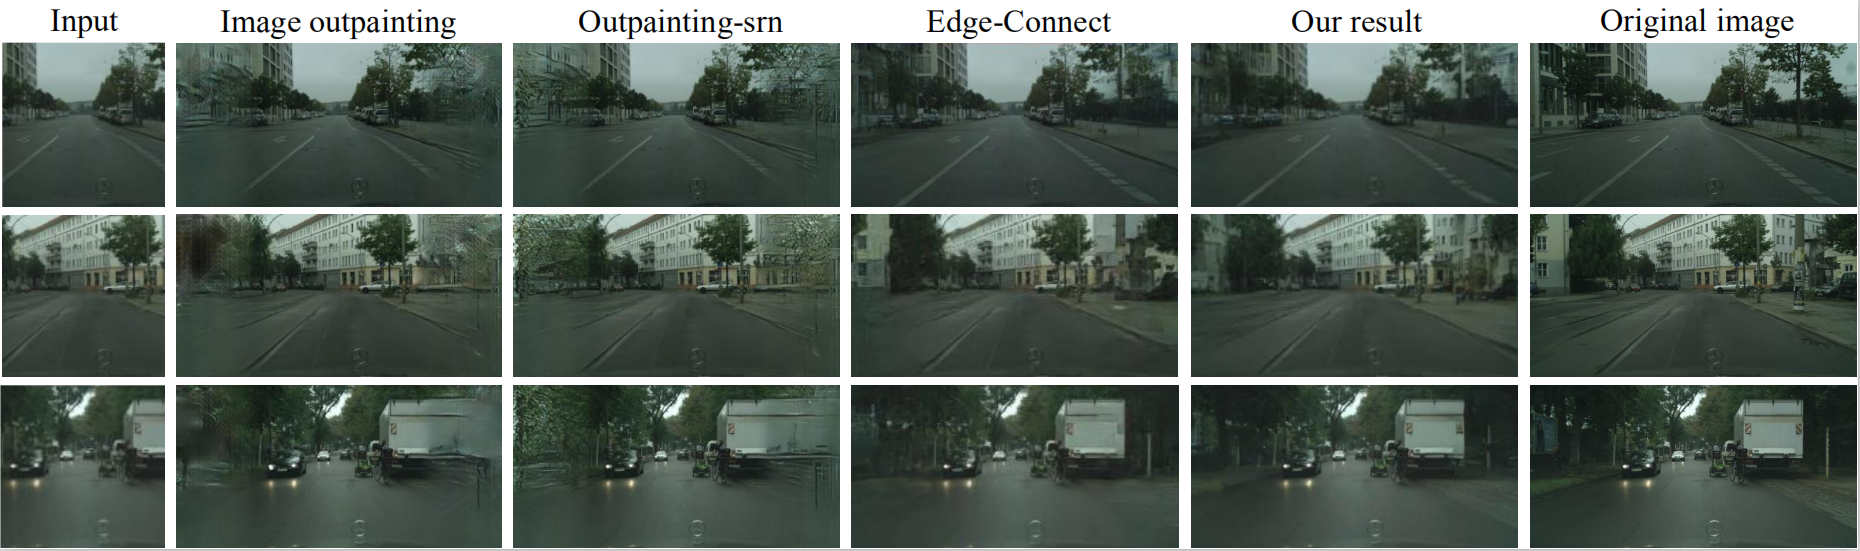 Input
Image outpainting
Outpainting-srn
Edge-Connect
Our result
Original image